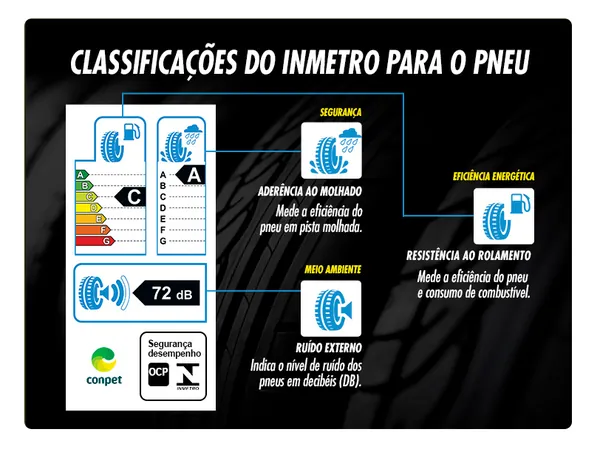 CLASSIFICAÇÕES DO INMETRO PARA O PNEU
A
B
C
D
E
F
G
C
A
B
C
D
E
F
G
A
72 dB
conpet
Segurança
desempenho
OCP
INMETRO
SEGURANÇA
ADERÊNCIA AO MOLHADO
Mede a eficiência do
pneu em pista molhada.
MEIO AMBIENTE
RUÍDO EXTERNO
Indica o nível de ruído dos
pneus em decibéis (DB).
EFICIÊNCIA ENERGÉTICA
RESISTÊNCIA AO ROLAMENTO
Mede a eficiência do pneu
e consumo de combustível.